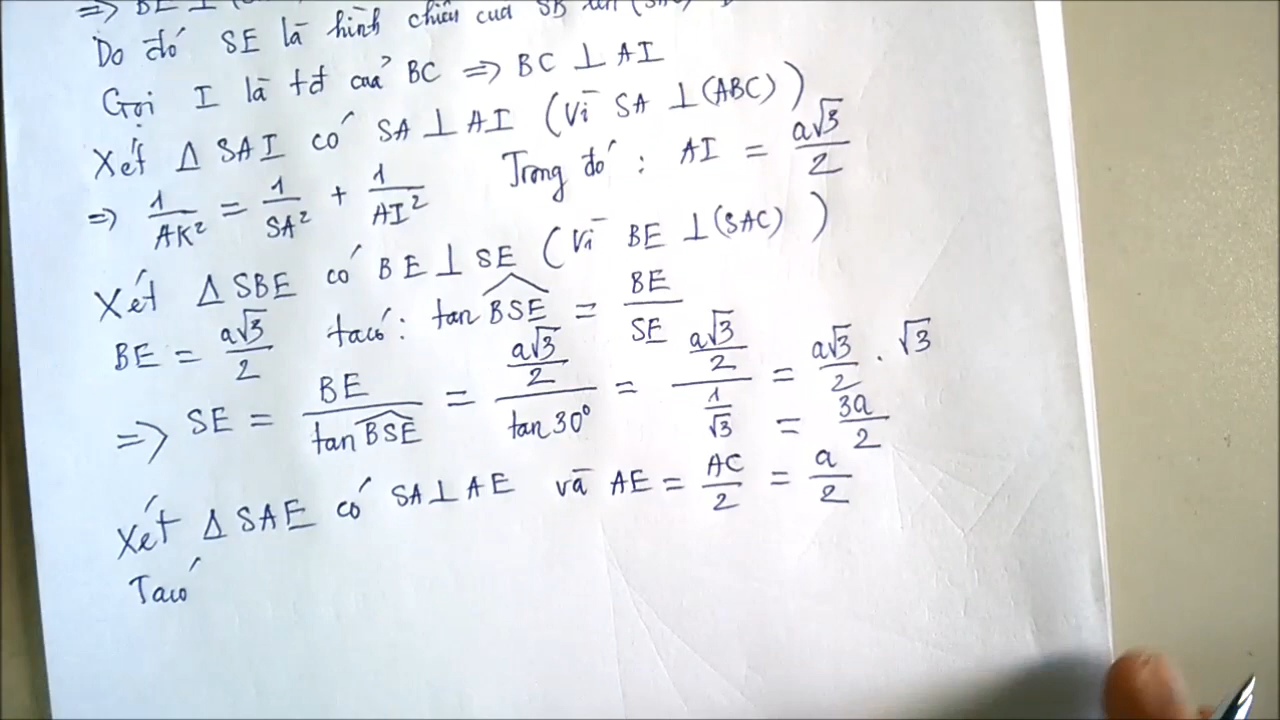 => BE ⊥
Do đó SE là hình chiếu của SB lên
Gọi I là tđ của BC => BC ⊥ AI
Xét Δ SAI có SA ⊥ AI (Vì SA ⊥ (ABC))
=> 1/AK² = 1/SA² + 1/AI² Trong đó: AI = a√3/2
Xét Δ SBE có BE ⊥ SE (Vì BE ⊥ (SAC))
BE = a√3/2 ta có: tan BSE = BE/SE
=> SE = BE/tan BSE = (a√3/2)/tan 30° = (a√3/2)/(1/√3) = a√3/2 . √3
= 3a/2
Xét Δ SAE có SA ⊥ AE và AE = AC/2 = a/2
Ta có